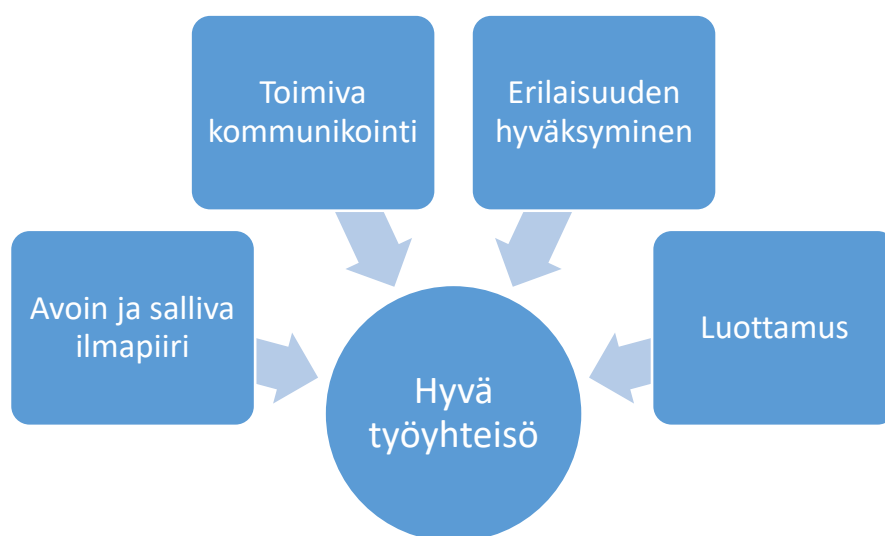 Toimiva
kommunikointi
Erilaisuuden
hyväksyminen
Avoin ja salliva
ilmapiiri
Luottamus
Hyvä
työyhteisö